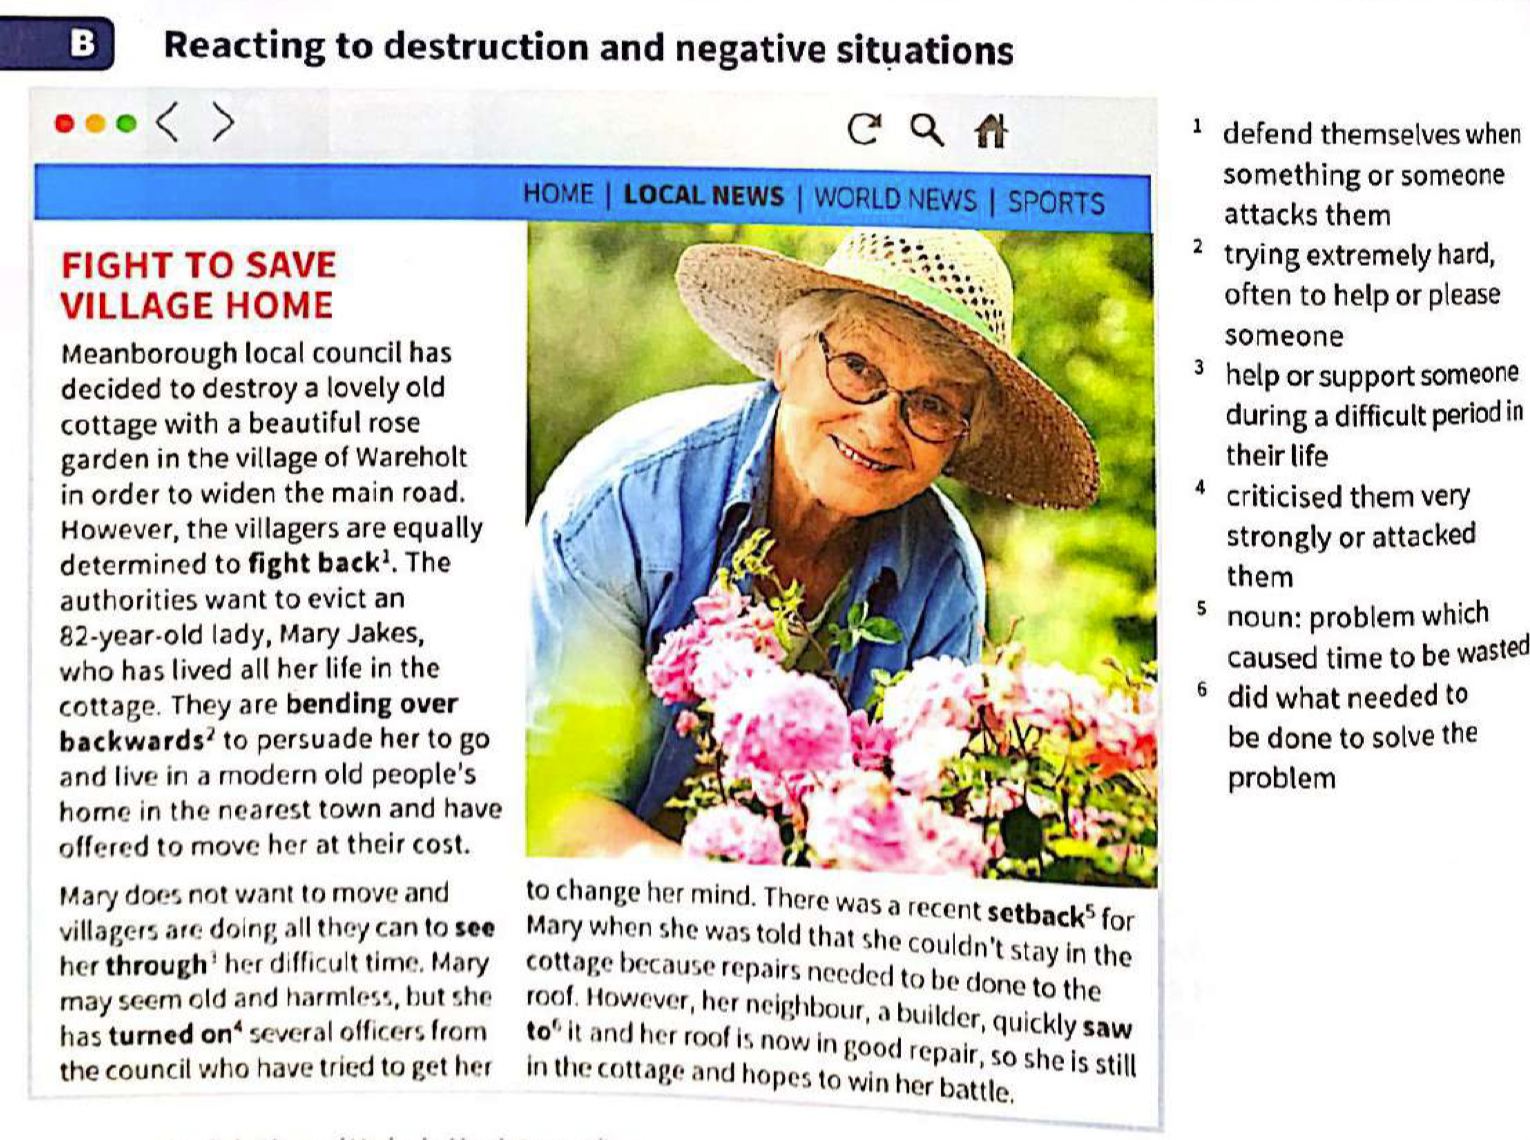 B Reacting to destruction and negative situations
HOME | LOCAL NEWS | WORLD NEWS | SPORTS
FIGHT TO SAVE
VILLAGE HOME
Meanborough local council has
decided to destroy a lovely old
cottage with a beautiful rose
garden in the village of Wareholt
in order to widen the main road.
However, the villagers are equally
determined to fight back¹. The
authorities want to evict an
82-year-old lady, Mary Jakes,
who has lived all her life in the
cottage. They are bending over
backwards² to persuade her to go
and live in a modern old people's
home in the nearest town and have
offered to move her at their cost.
Mary does not want to move and
villagers are doing all they can to see
her through³ her difficult time. Mary
may seem old and harmless, but she
has turned on⁴ several officers from
the council who have tried to get her
to change her mind. There was a recent setback⁵ for
Mary when she was told that she couldn't stay in the
cottage because repairs needed to be done to the
roof. However, her neighbour, a builder, quickly saw
to⁶ it and her roof is now in good repair, so she is still
in the cottage and hopes to win her battle.
1 defend themselves when
something or someone
attacks them
2 trying extremely hard,
often to help or please
someone
3 help or support someone
during a difficult period in
their life
4 criticised them very
strongly or attacked
them
5 noun: problem which
caused time to be wasted
6 did what needed to
be done to solve the
problem